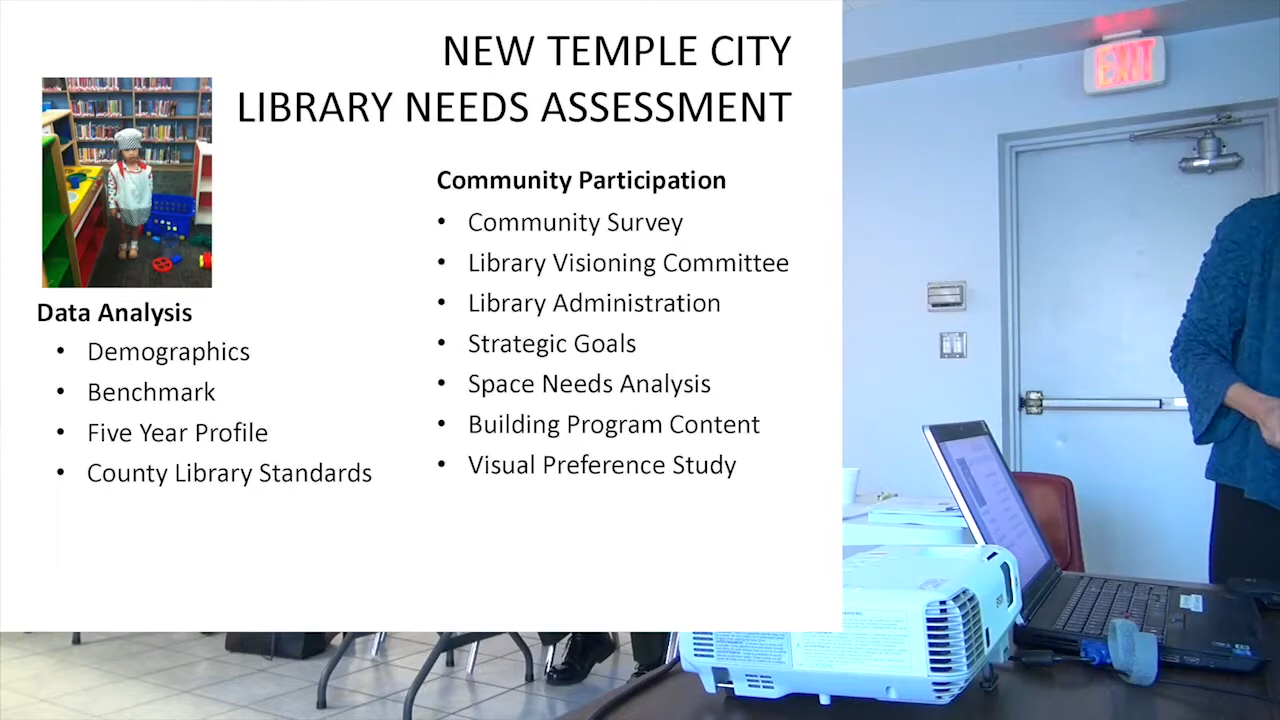 NEW TEMPLE CITY
LIBRARY NEEDS ASSESSMENT
Data Analysis
• Demographics
• Benchmark
• Five Year Profile
• County Library Standards
Community Participation
• Community Survey
• Library Visioning Committee
• Library Administration
• Strategic Goals
• Space Needs Analysis
• Building Program Content
• Visual Preference Study
EXIT